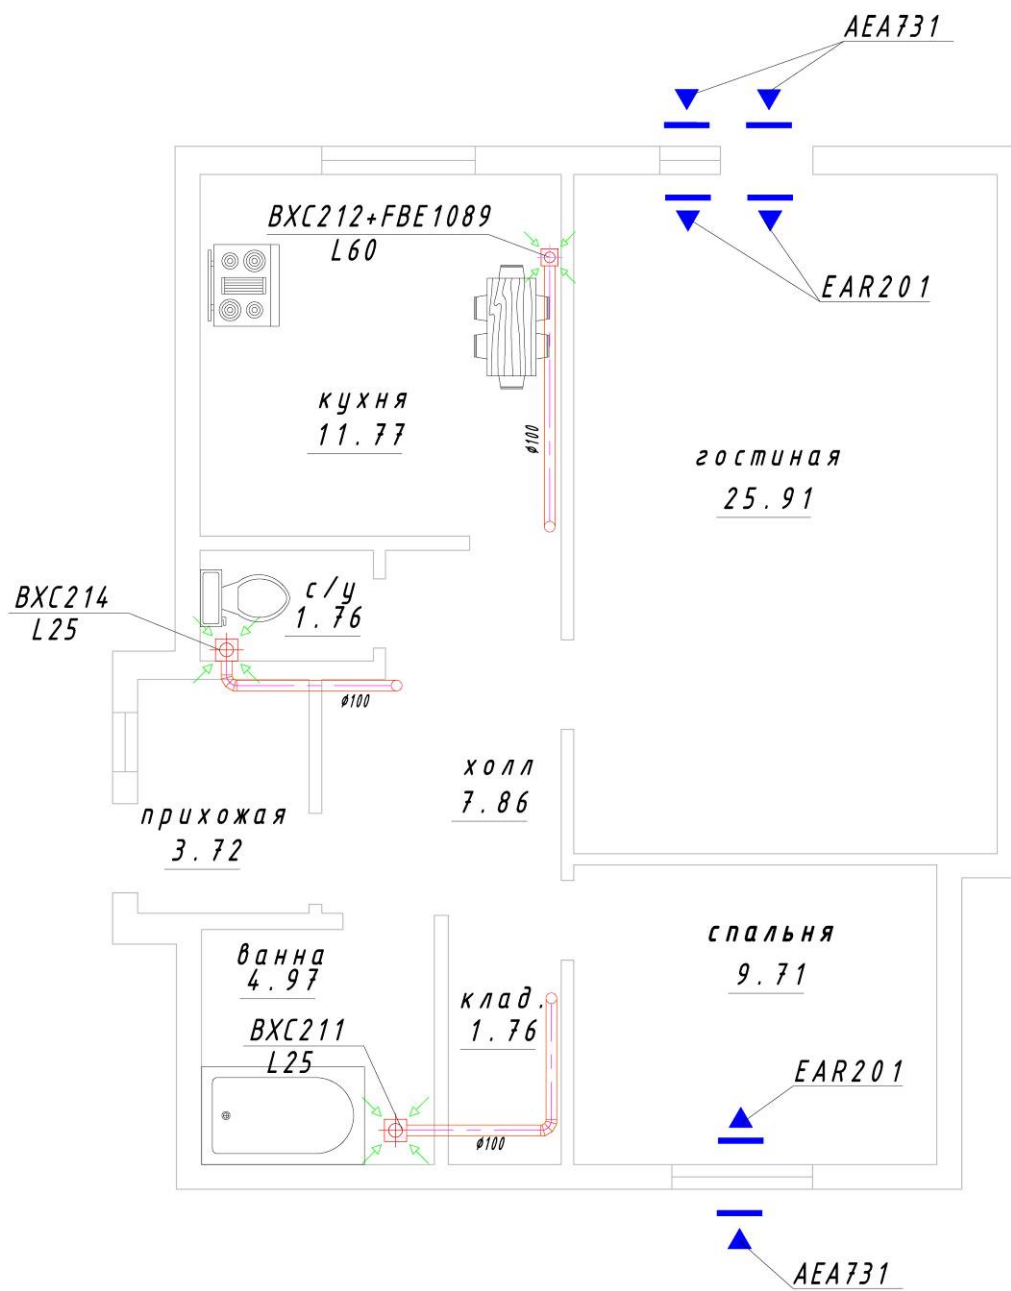 AEA731
BXC212+FBE1089
L60
EAR201
кухня
11.77
ø100
гостиная
25.91
BXC214
L25
с/у
1.76
ø100
холл
7.86
прихожая
3.72
ванна
4.97
спальня
9.71
клад.
1.76
BXC211
L25
ø100
EAR201
AEA731